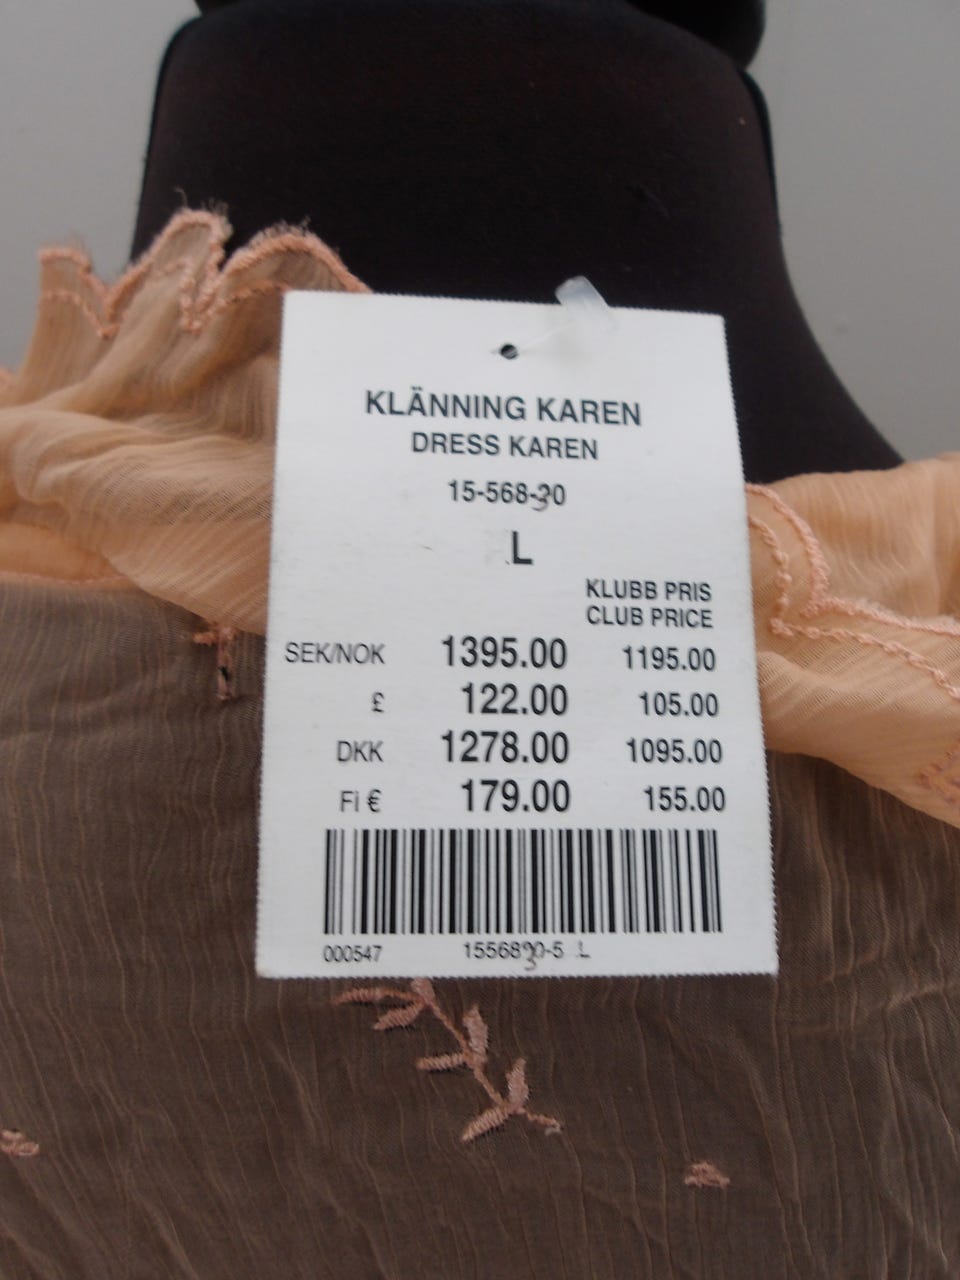 KLÄNNING KAREN
DRESS KAREN
15-568-30
L
KLUBB PRIS
CLUB PRICE
SEK/NOK 1395.00 1195.00
£ 122.00 105.00
DKK 1278.00 1095.00
Fi € 179.00 155.00
000547 1556830-5 L